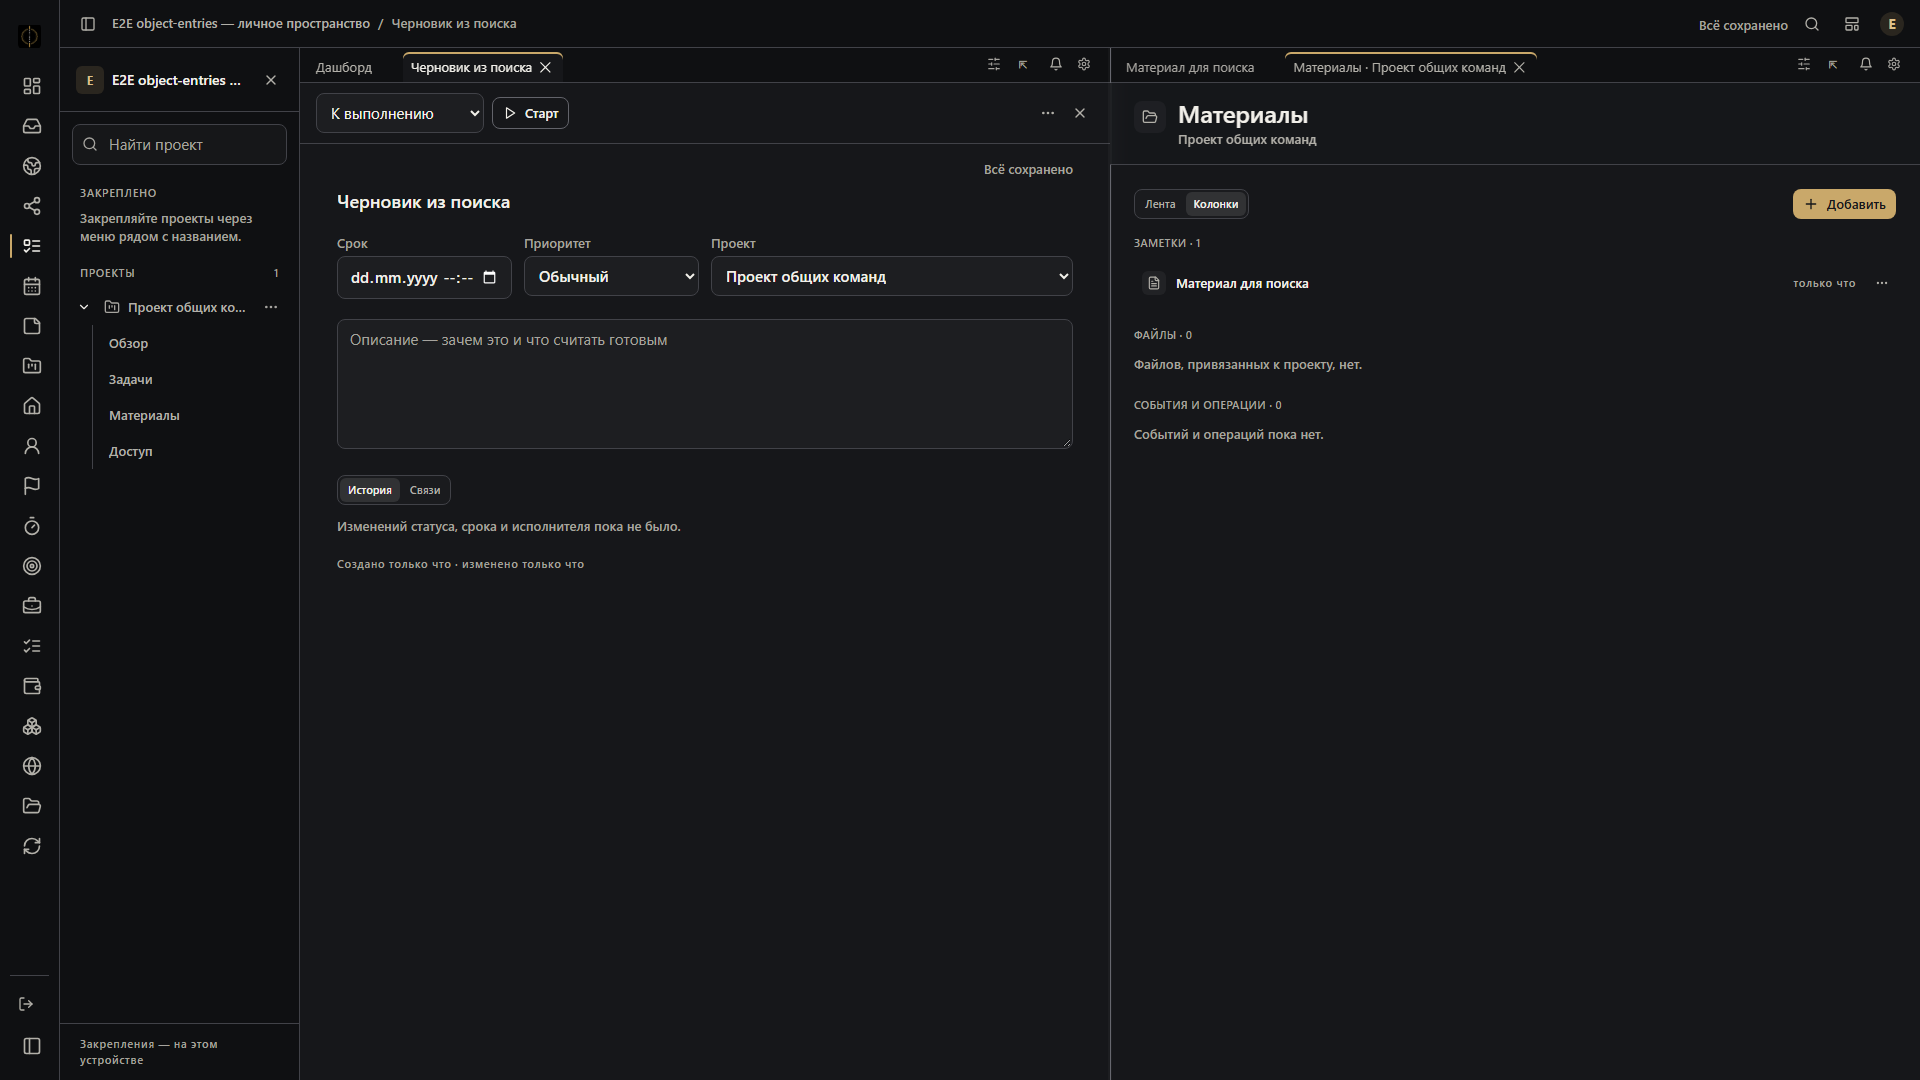 E2E object-entries — личное пространство / Черновик из поиска
Всё сохранено
E
E
E2E object-entries ...
Найти проект
ЗАКРЕПЛЕНО
Закрепляйте проекты через
меню рядом с названием.
ПРОЕКТЫ 1
Проект общих ко...
Обзор
Задачи
Материалы
Доступ
Закрепления — на этом
устройстве
Дашборд
Черновик из поиска
К выполнению
Старт
Всё сохранено
Черновик из поиска
Срок Приоритет Проект
dd.mm.yyyy --:-- Обычный Проект общих команд
Описание — зачем это и что считать готовым
История Связи
Изменений статуса, срока и исполнителя пока не было.
Создано только что · изменено только что
Материал для поиска
Материалы · Проект общих команд
Материалы
Проект общих команд
Лента Колонки
Добавить
ЗАМЕТКИ · 1
Материал для поиска
только что
ФАЙЛЫ · 0
Файлов, привязанных к проекту, нет.
СОБЫТИЯ И ОПЕРАЦИИ · 0
Событий и операций пока нет.